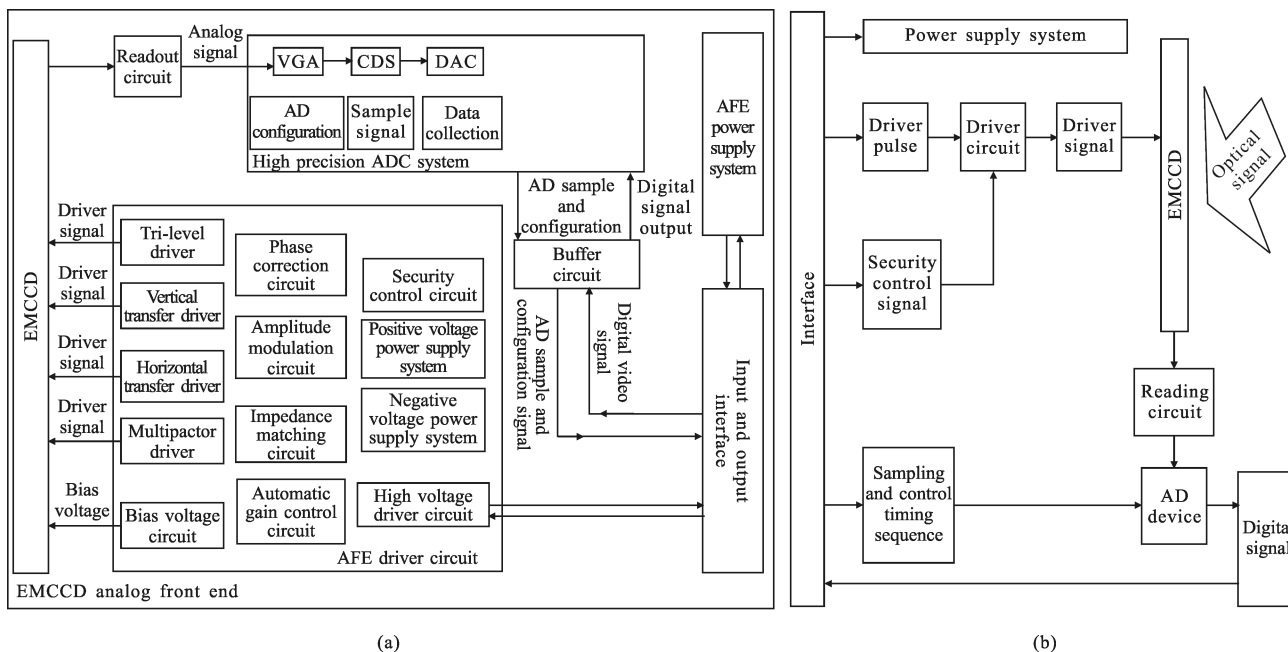 Readout
circuit
Analog
signal
VGA
CDS
DAC
AD
configuration
Sample
signal
Data
collection
High precision ADC system
AFE
power
supply
system
AD sample
and
configuration
Digital
signal
output
Buffer
circuit
EMCCD
Driver
signal
Driver signal
Driver
signal
Driver signal
Bias
voltage
Tri-level
driver
Vertical
transfer driver
Horizontal
transfer driver
Multipactor
driver
Bias voltage
circuit
Phase
correction
circuit
Amplitude
modulation
circuit
Impedance
matching
circuit
Automatic
gain control
circuit
Security
control circuit
Positive voltage
power supply
system
Negative
voltage power
supply system
High voltage
driver circuit
AFE driver circuit
AD sample and
configuration signal
Digital video
signal
Input and output
interface
EMCCD analog front end
(a)
Interface
Power supply system
Driver
pulse
Driver
circuit
Driver
signal
EMCCD
Optical
signal
Security
control
signal
Reading
circuit
Sampling
and control
timing
sequence
AD
device
Digital
signal
(b)